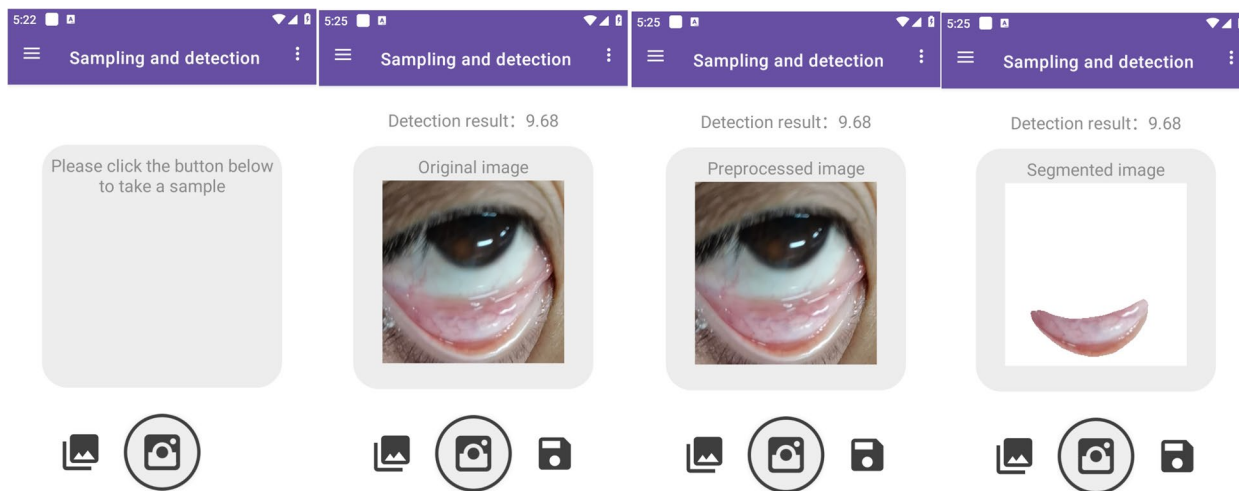 5:22
Sampling and detection
Please click the button below
to take a sample
5:25
Sampling and detection
Detection result: 9.68
Original image
5:25
Sampling and detection
Detection result: 9.68
Preprocessed image
5:25
Sampling and detection
Detection result: 9.68
Segmented image